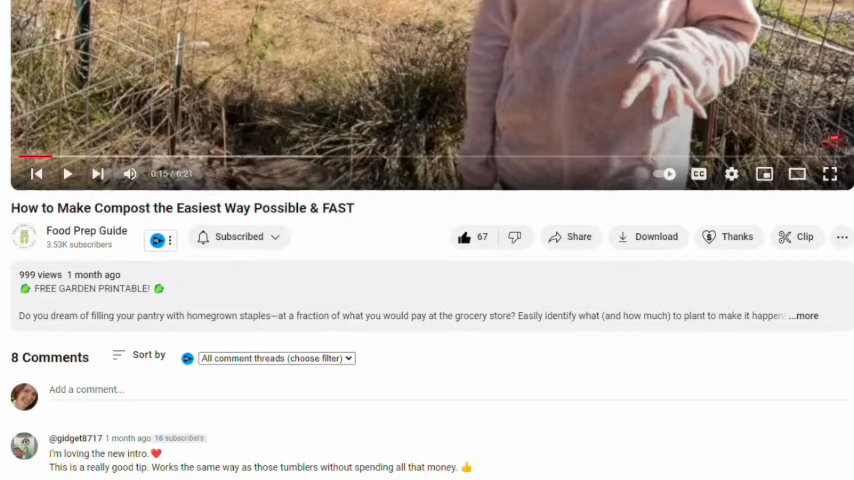 0:15 / 6:21
How to Make Compost the Easiest Way Possible & FAST
Food Prep Guide
3.53K subscribers
Subscribed
67
Share
Download
Thanks
Clip
999 views 1 month ago
🥬 FREE GARDEN PRINTABLE! 🥬
Do you dream of filling your pantry with homegrown staples—at a fraction of what you would pay at the grocery store? Easily identify what (and how much) to plant to make it happen! ...more
8 Comments
Sort by
All comment threads (choose filter)
Add a comment...
@gidget8717 1 month ago 16 subscribers
I'm loving the new intro.❤️
This is a really good tip. Works the same way as those tumblers without spending all that money. 👍